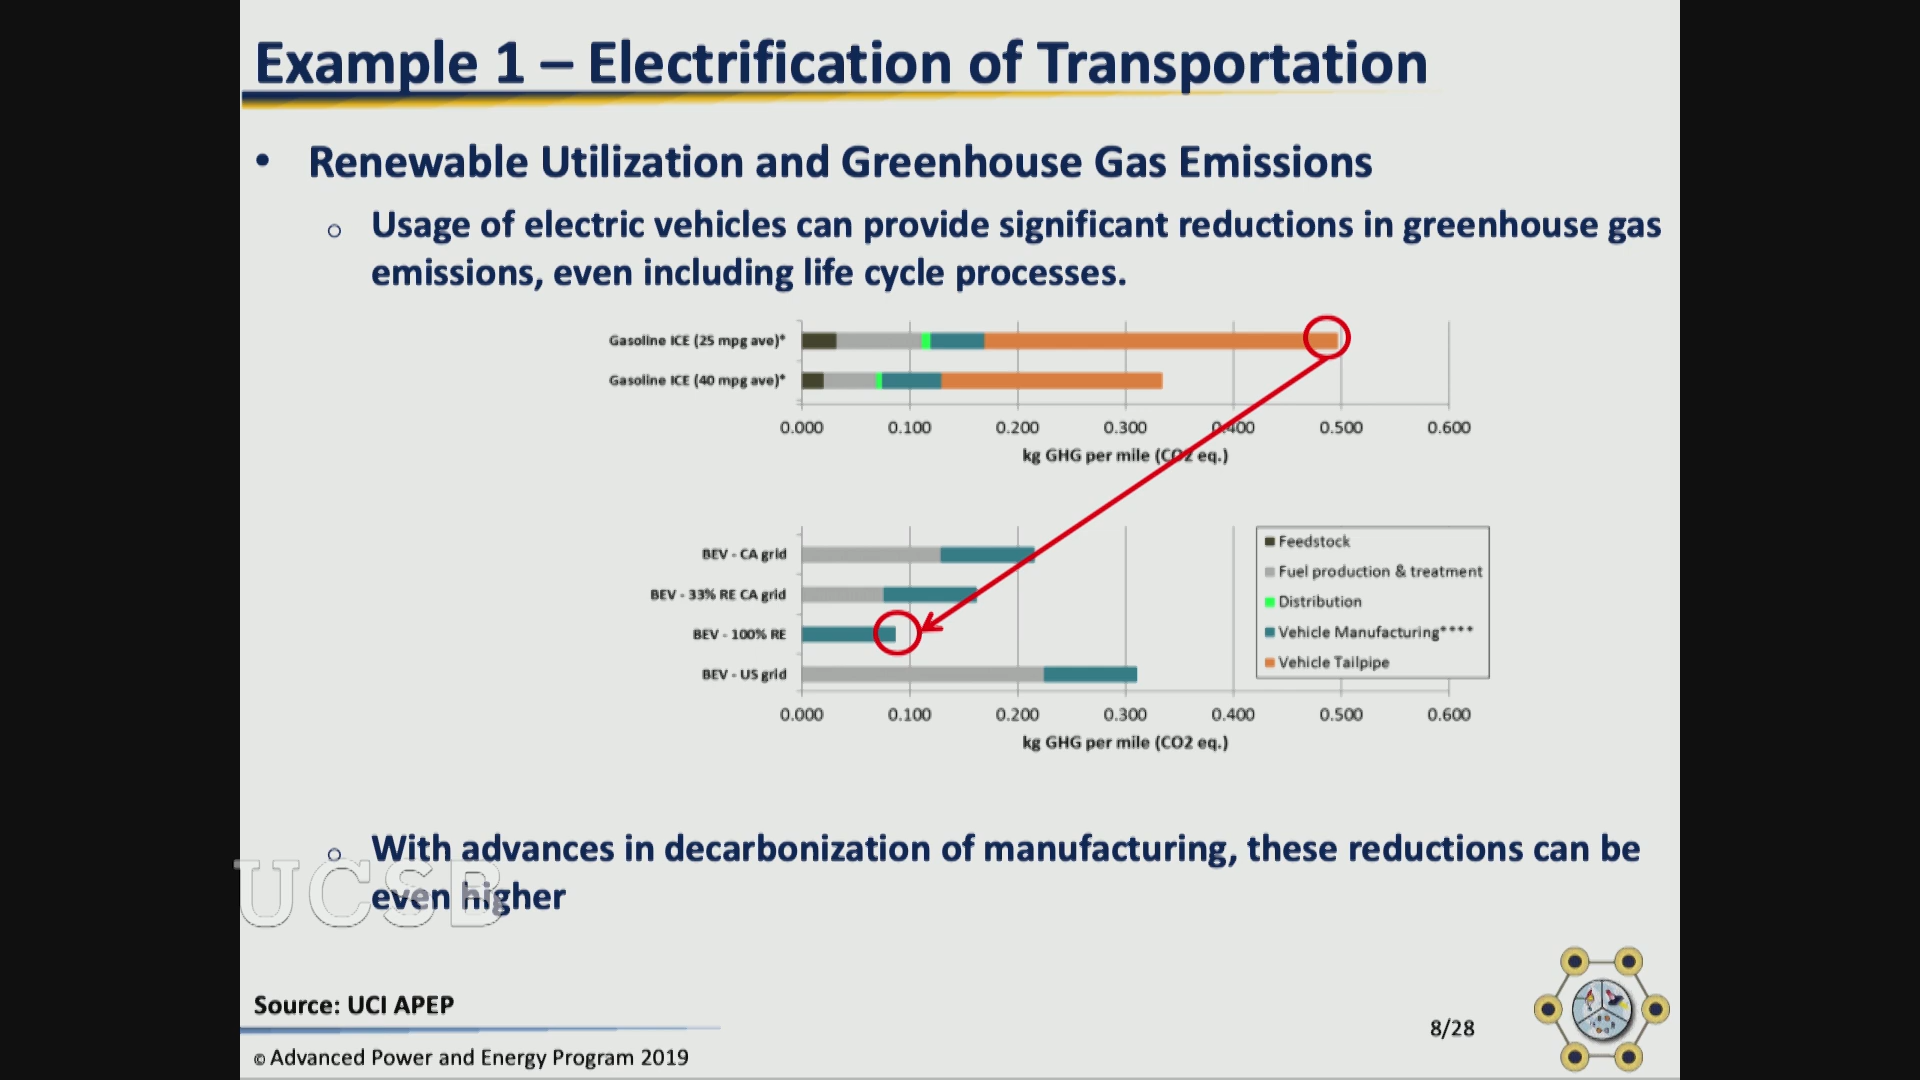 Example 1 – Electrification of Transportation
• Renewable Utilization and Greenhouse Gas Emissions
○ Usage of electric vehicles can provide significant reductions in greenhouse gas
emissions, even including life cycle processes.
Gasoline ICE (25 mpg ave)*
Gasoline ICE (40 mpg ave)*
0.000 0.100 0.200 0.300 0.400 0.500 0.600
kg GHG per mile (CO2 eq.)
BEV - CA grid
BEV - 33% RE CA grid
BEV - 100% RE
BEV - US grid
Feedstock
Fuel production & treatment
Distribution
Vehicle Manufacturing****
Vehicle Tailpipe
0.000 0.100 0.200 0.300 0.400 0.500 0.600
kg GHG per mile (CO2 eq.)
○ With advances in decarbonization of manufacturing, these reductions can be
even higher
UCSB
Source: UCI APEP
8/28
© Advanced Power and Energy Program 2019